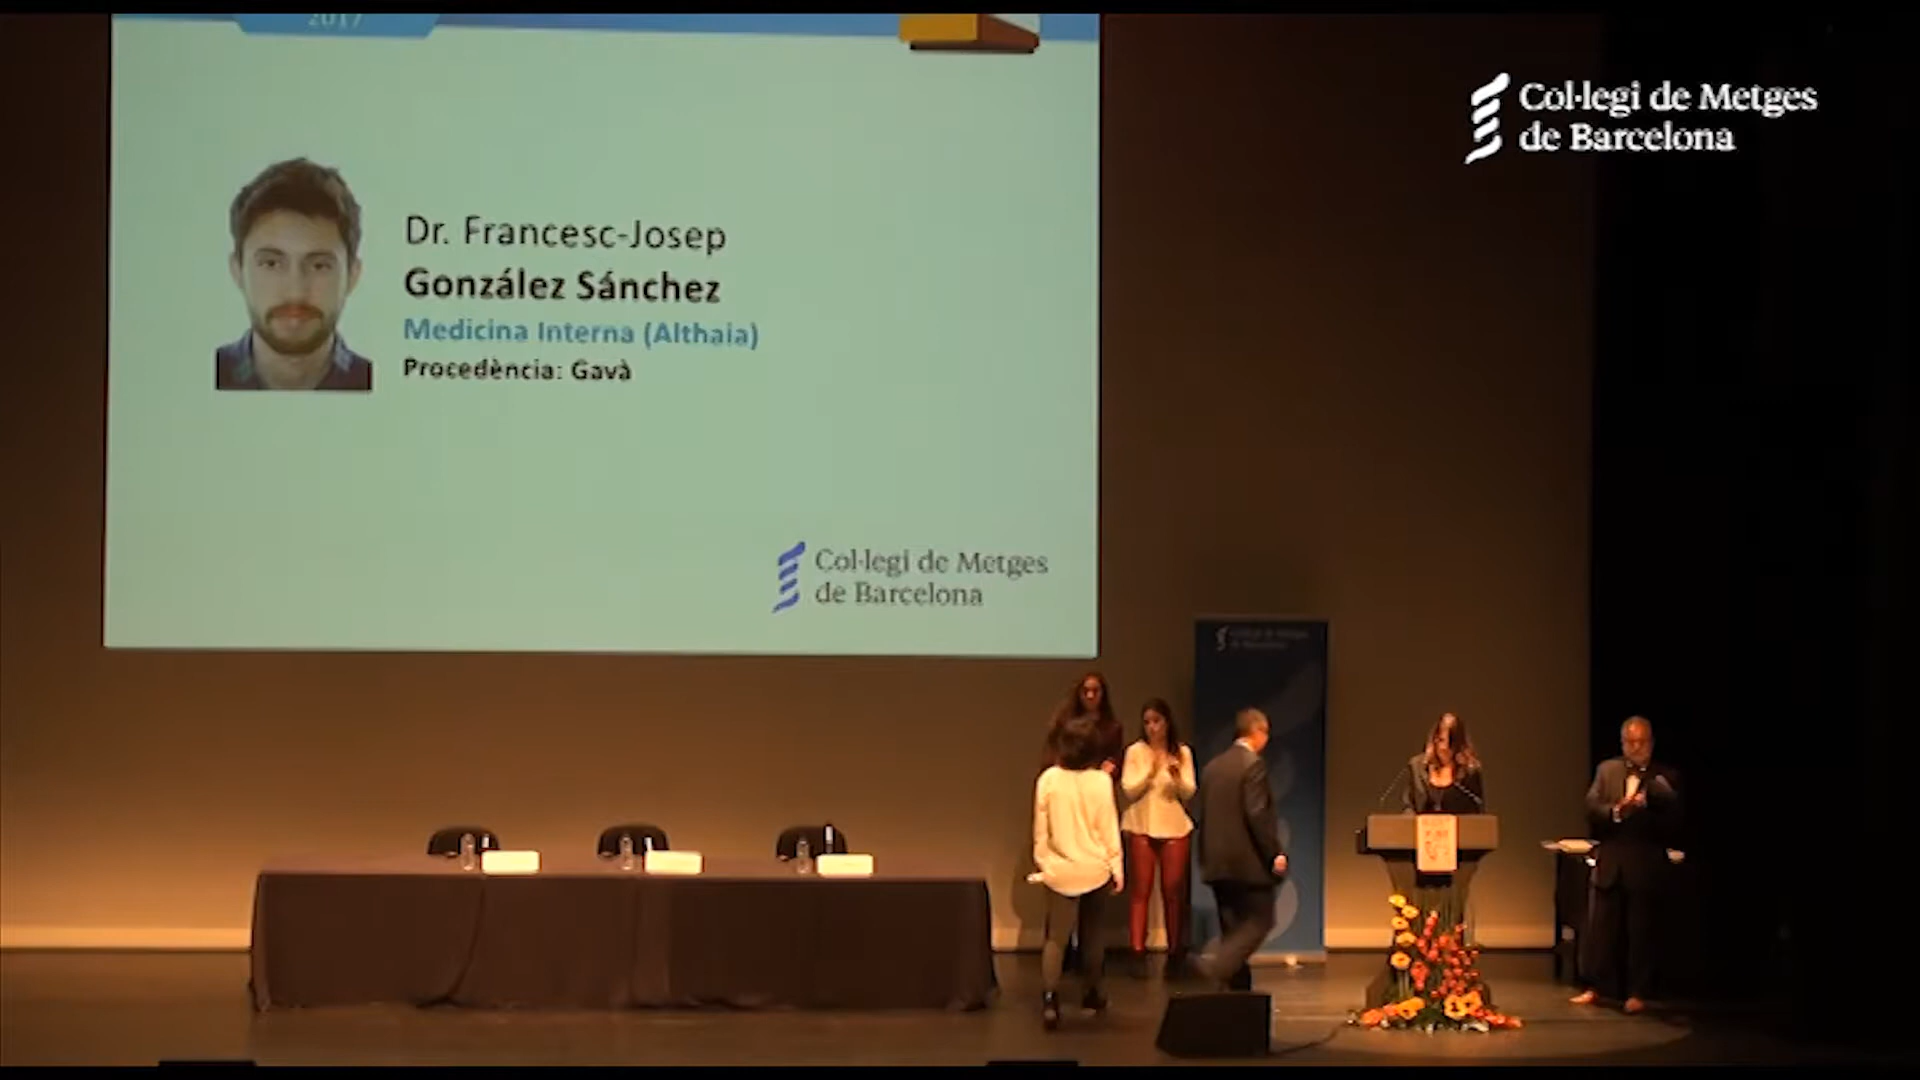 2017
Col·legi de Metges
de Barcelona
Dr. Francesc-Josep
González Sánchez
Medicina Interna (Althaia)
Procedència: Gavà
Col·legi de Metges
de Barcelona